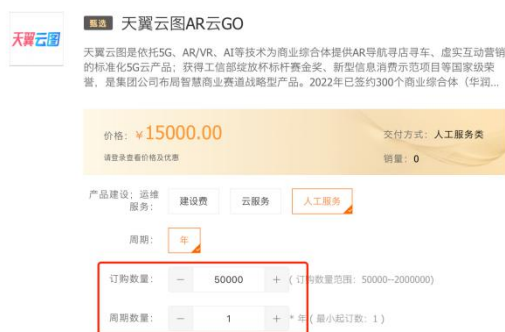 甄选 天翼云图AR云GO
天翼云图
天翼云图是依托5G、AR/VR、AI等技术为商业综合体提供AR导航寻店寻车、虚实互动营销
的标准化5G云产品；获得工信部绽放杯标杆赛金奖、新型信息消费示范项目等国家级荣
誉，是集团公司布局智慧商业赛道战略型产品。2022年已签约300个商业综合体（华润...
价格：￥15000.00 交付方式：人工服务类
请登录查看价格及优惠 销量：0
产品建设；运维
服务： 建设费 云服务 人工服务
周期： 年
订购数量： － 50000 ＋ ( 订购数量范围：50000--2000000)
周期数量： － 1 ＋ * 年 ( 最小起订数：1 )